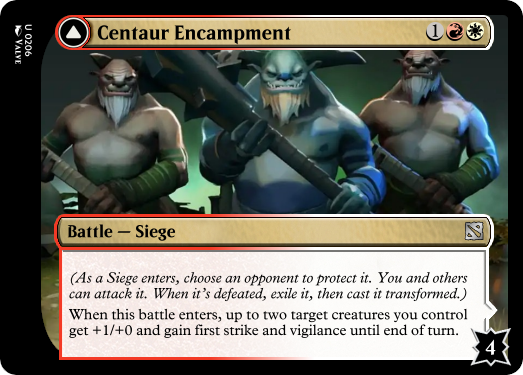 Centaur Encampment 1
U 0206
VALVE
Battle — Siege
(As a Siege enters, choose an opponent to protect it. You and others
can attack it. When it's defeated, exile it, then cast it transformed.)
When this battle enters, up to two target creatures you control
get +1/+0 and gain first strike and vigilance until end of turn.
4